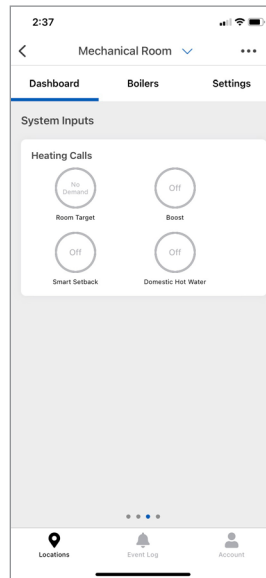 2:37
Mechanical Room
Dashboard Boilers Settings
System Inputs
Heating Calls
No
Demand
Off
Room Target Boost
Off Off
Smart Setback Domestic Hot Water
Locations Event Log Account